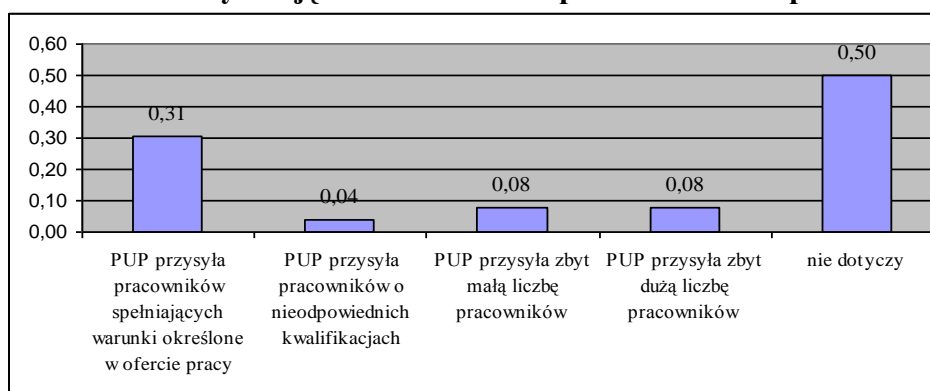 0,60
0,50
0,40
0,30
0,20
0,10
0,00
0,31
0,04
0,08
0,08
0,50
PUP przysyła
pracowników
spełniających
warunki określone
w ofercie pracy
PUP przysyła
pracowników o
nieodpowiednich
kwalifikacjach
PUP przysyła zbyt
małą liczbę
pracowników
PUP przysyła zbyt
dużą liczbę
pracowników
nie dotyczy